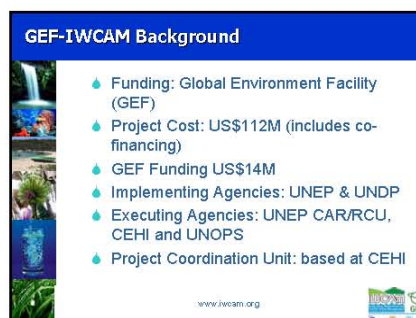 GEF-IWCAM Background
Funding: Global Environment Facility
(GEF)
Project Cost: US$112M (includes co-
financing)
GEF Funding US$14M
Implementing Agencies: UNEP & UNDP
Executing Agencies: UNEP CAR/RCU,
CEHI and UNOPS
Project Coordination Unit: based at CEHI
www.iwcam.org